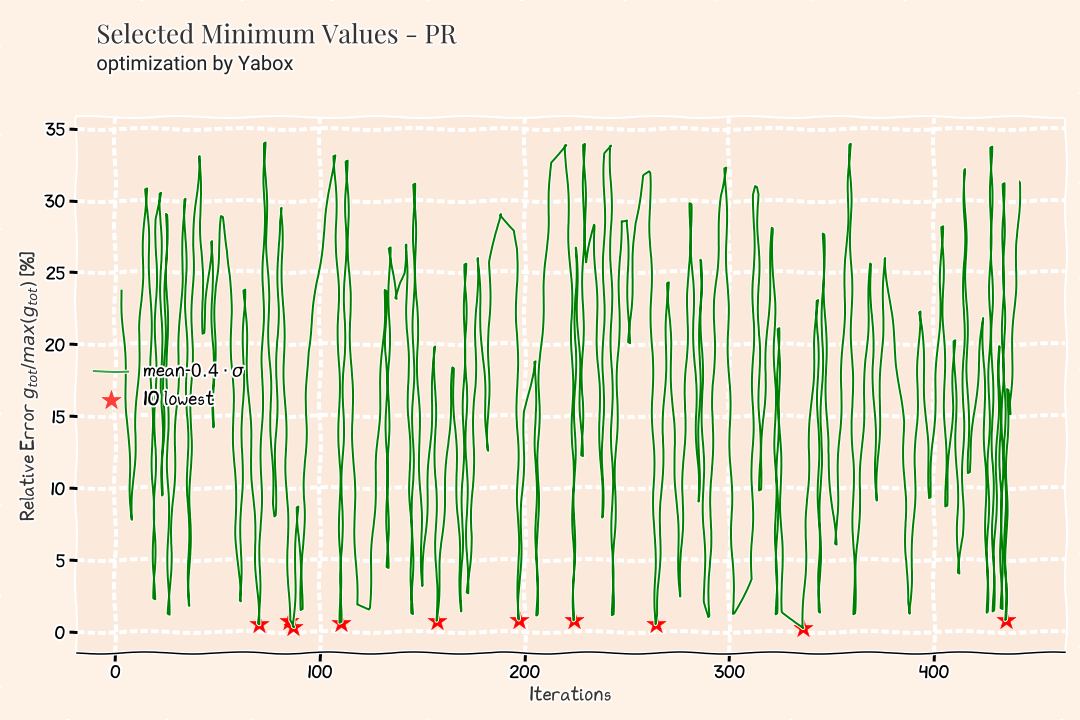 Selected Minimum Values - PR
optimization by Yabox
35
30
25
20
15
10
5
0
Relative Error g_tot/max(g_tot) [%]
mean-0.4 · σ
10 lowest
0 100 200 300 400
Iterations